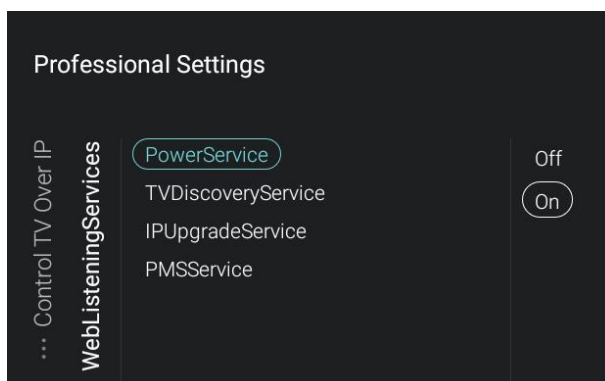 Professional Settings
... Control TV Over IP
WebListeningServices
PowerService
TVDiscoveryService
IPUpgradeService
PMSService
Off
On